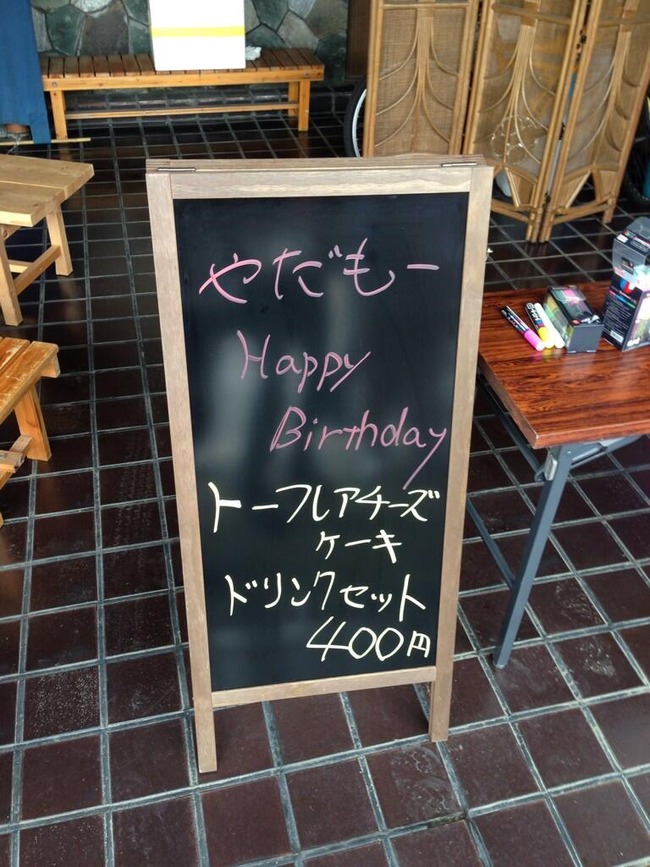 やだもー
Happy
Birthday
トーフレアチーズ
ケーキ
ドリンクセット
400円